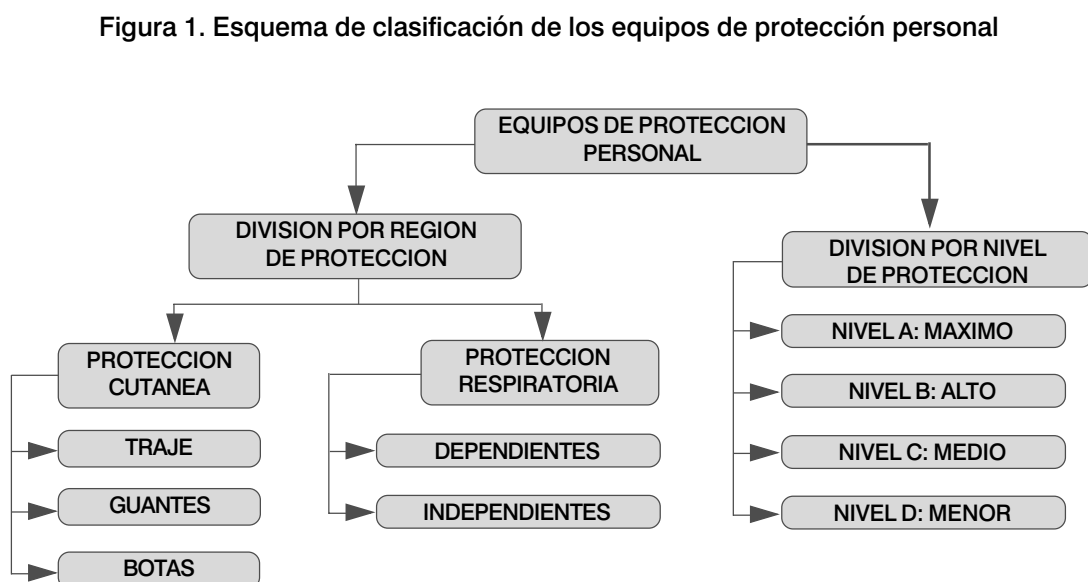 Figura 1. Esquema de clasificación de los equipos de protección personal
EQUIPOS DE PROTECCION
PERSONAL
DIVISION POR REGION
DE PROTECCION
PROTECCION
CUTANEA
TRAJE
GUANTES
BOTAS
PROTECCION
RESPIRATORIA
DEPENDIENTES
INDEPENDIENTES
DIVISION POR NIVEL
DE PROTECCION
NIVEL A: MAXIMO
NIVEL B: ALTO
NIVEL C: MEDIO
NIVEL D: MENOR